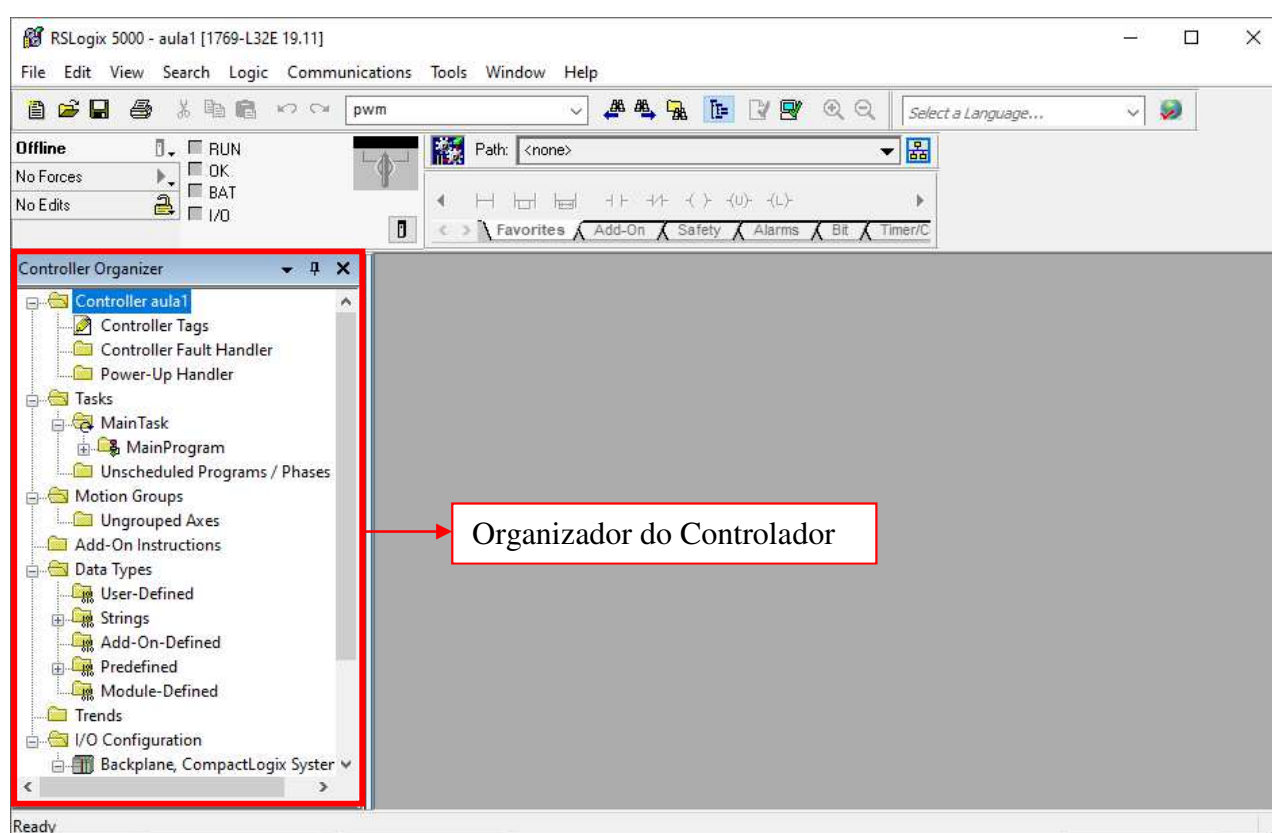 RSLogix 5000 - aula1 [1769-L32E 19.11]
File Edit View Search Logic Communications Tools Window Help
pwm
Select a Language...
Offline
RUN
Path: <none>
No Forces
OK
BAT
No Edits
I/O
-(U)- -(L)-
Favorites Add-On Safety Alarms Bit Timer/C
Controller Organizer
Controller aula1
Controller Tags
Controller Fault Handler
Power-Up Handler
Tasks
MainTask
MainProgram
Unscheduled Programs / Phases
Motion Groups
Ungrouped Axes
Organizador do Controlador
Add-On Instructions
Data Types
User-Defined
Strings
Add-On-Defined
Predefined
Module-Defined
Trends
I/O Configuration
Backplane, CompactLogix Syster
Ready